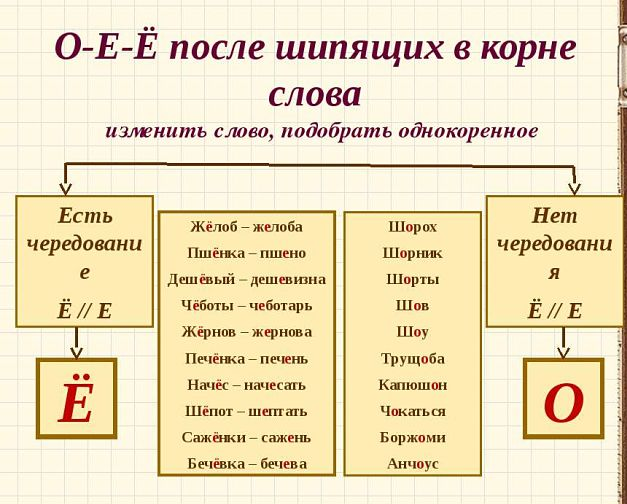 О-Е-Ё после шипящих в корне
слова
изменить слово, подобрать однокоренное
Есть
чередовани
е
Ё // Е
Ё
Жёлоб – желоба
Пшёнка – пшено
Дешёвый – дешевизна
Чёботы – чеботарь
Жёрнов – жернова
Печёнка – печень
Начёс – начесать
Шёпот – шептать
Сажёнки – сажень
Бечёвка – бечева
Шорох
Шорник
Шорты
Шов
Шоу
Трущоба
Капюшон
Чокаться
Боржоми
Анчоус
Нет
чередовани
я
Ё // Е
О